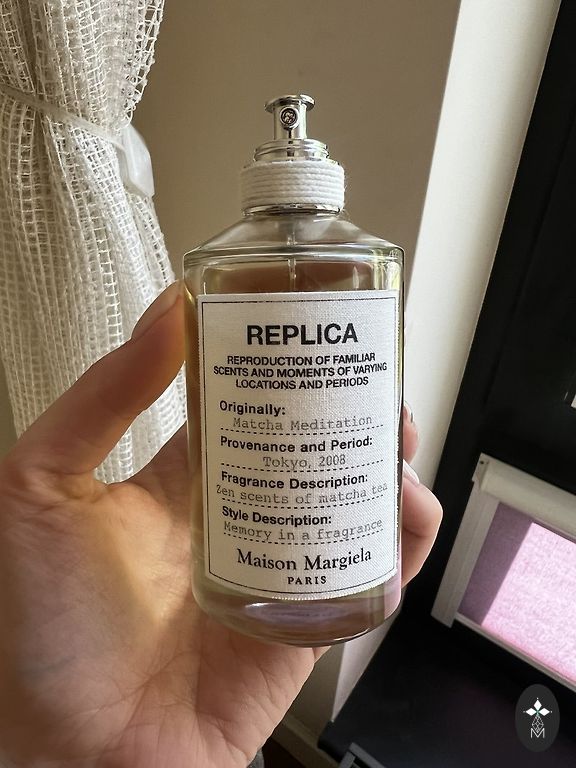 REPLICA
REPRODUCTION OF FAMILIAR
SCENTS AND MOMENTS OF VARYING
LOCATIONS AND PERIODS
Originally:
Matcha Meditation
Provenance and Period:
Tokyo, 2008
Fragrance Description:
Zen scents of matcha tea
Style Description:
Memory in a fragrance
Maison Margiela
PARIS
M